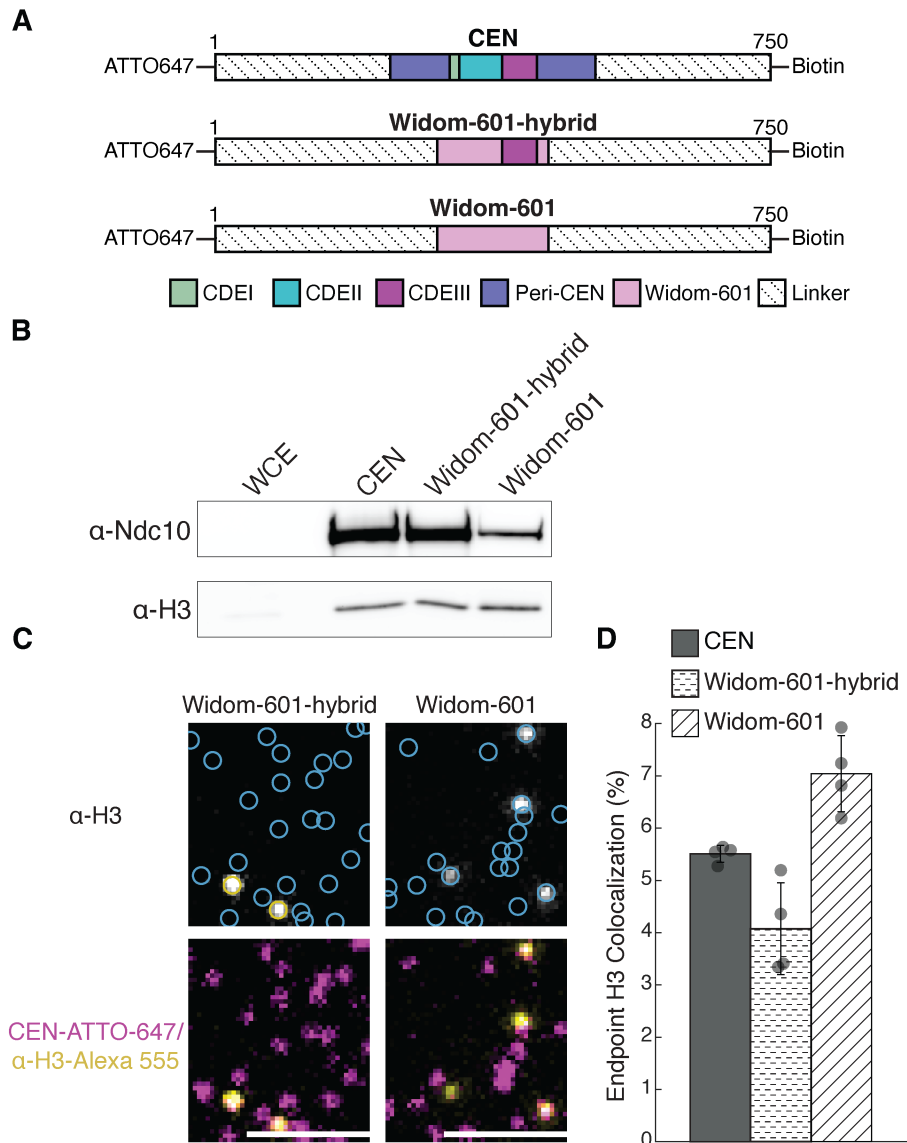 A
CEN
1
750
ATTO647
Biotin
Widom-601-hybrid
1
750
ATTO647
Biotin
Widom-601
1
750
ATTO647
Biotin
CDEI
CDEII
CDEIII
Peri-CEN
Widom-601
Linker
B
WCE
CEN
Widom-601-hybrid
Widom-601
α-Ndc10
α-H3
C
Widom-601-hybrid
Widom-601
α-H3
CEN-ATTO-647/
α-H3-Alexa 555
D
CEN
Widom-601-hybrid
Widom-601
Endpoint H3 Colocalization (%)
8
7
6
5
4
3
2
1
0